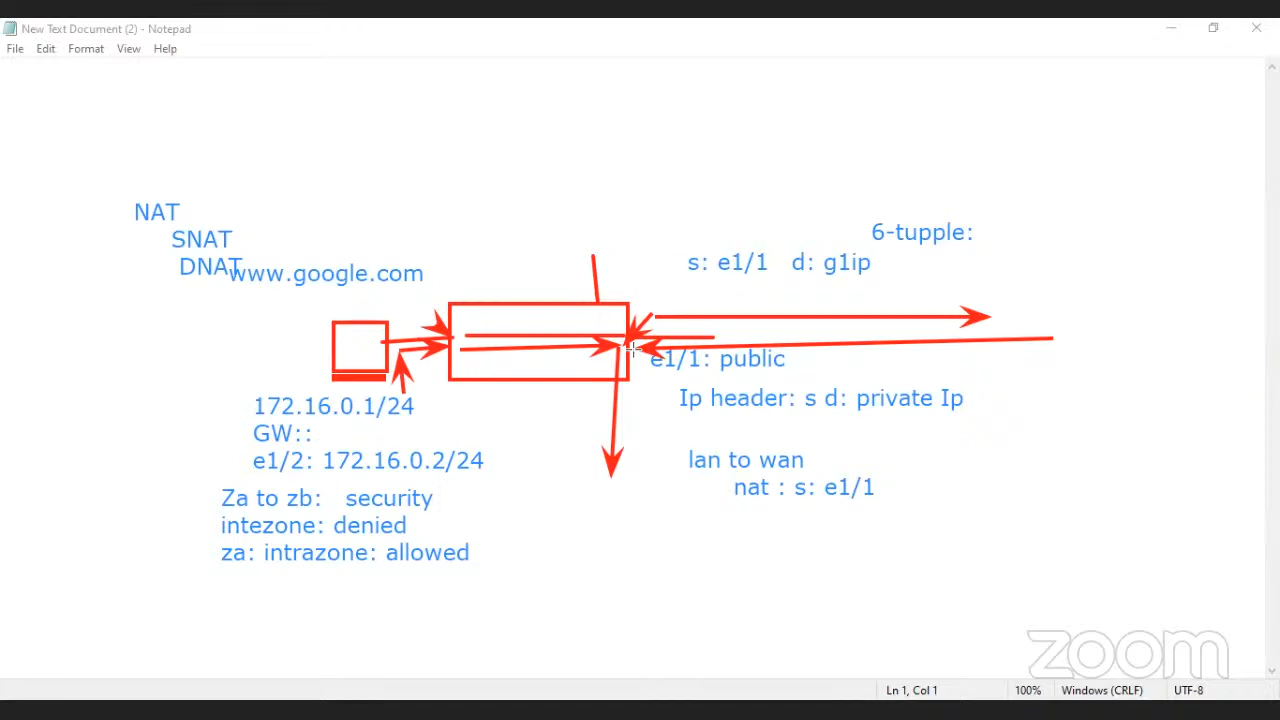 New Text Document (2) - Notepad
File Edit Format View Help
NAT
SNAT
DNAT
www.google.com
6-tupple:
s: e1/1 d: g1ip
e1/1: public
Ip header: s d: private Ip
172.16.0.1/24
GW::
e1/2: 172.16.0.2/24
lan to wan
nat : s: e1/1
Za to zb: security
intezone: denied
za: intrazone: allowed
zoom
Ln 1, Col 1 100% Windows (CRLF) UTF-8